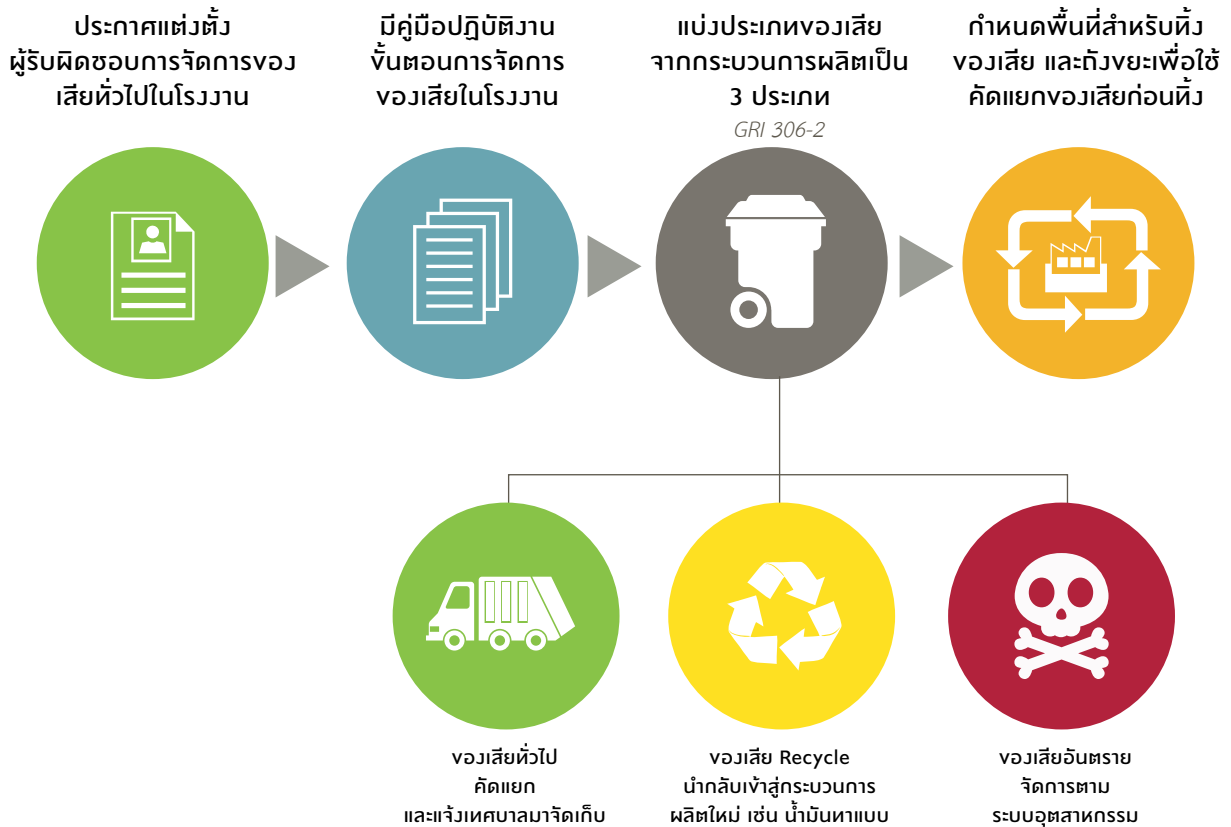 ประกาศแต่งตั้ง
ผู้รับผิดชอบการจัดการของ
เสียทั่วไปในโรงงาน
มีคู่มือปฏิบัติงาน
ขั้นตอนการจัดการ
ของเสียในโรงงาน
แบ่งประเภทของเสีย
จากกระบวนการผลิตเป็น
3 ประเภท
GRI 306-2
กำหนดพื้นที่สำหรับทิ้ง
ของเสีย และถังขยะเพื่อใช้
คัดแยกของเสียก่อนทิ้ง
ของเสียทั่วไป
คัดแยก
และแจ้งเทศบาลมาจัดเก็บ
ของเสีย Recycle
นำกลับเข้าสู่กระบวนการ
ผลิตใหม่ เช่น น้ำมันทาแบบ
ของเสียอันตราย
จัดการตาม
ระบบอุตสาหกรรม